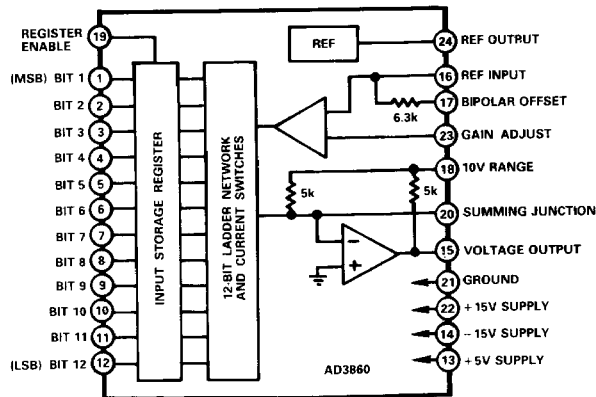 REGISTER ENABLE 19
(MSB) BIT 1 1
BIT 2 2
BIT 3 3
BIT 4 4
BIT 5 5
BIT 6 6
BIT 7 7
BIT 8 8
BIT 9 9
BIT 10 10
BIT 11 11
(LSB) BIT 12 12
INPUT STORAGE REGISTER
12-BIT LADDER NETWORK
AND CURRENT SWITCHES
REF
6.3k
5k
5k
−
+
AD3860
24 REF OUTPUT
16 REF INPUT
17 BIPOLAR OFFSET
23 GAIN ADJUST
18 10V RANGE
20 SUMMING JUNCTION
15 VOLTAGE OUTPUT
21 GROUND
22 +15V SUPPLY
14 −15V SUPPLY
13 +5V SUPPLY